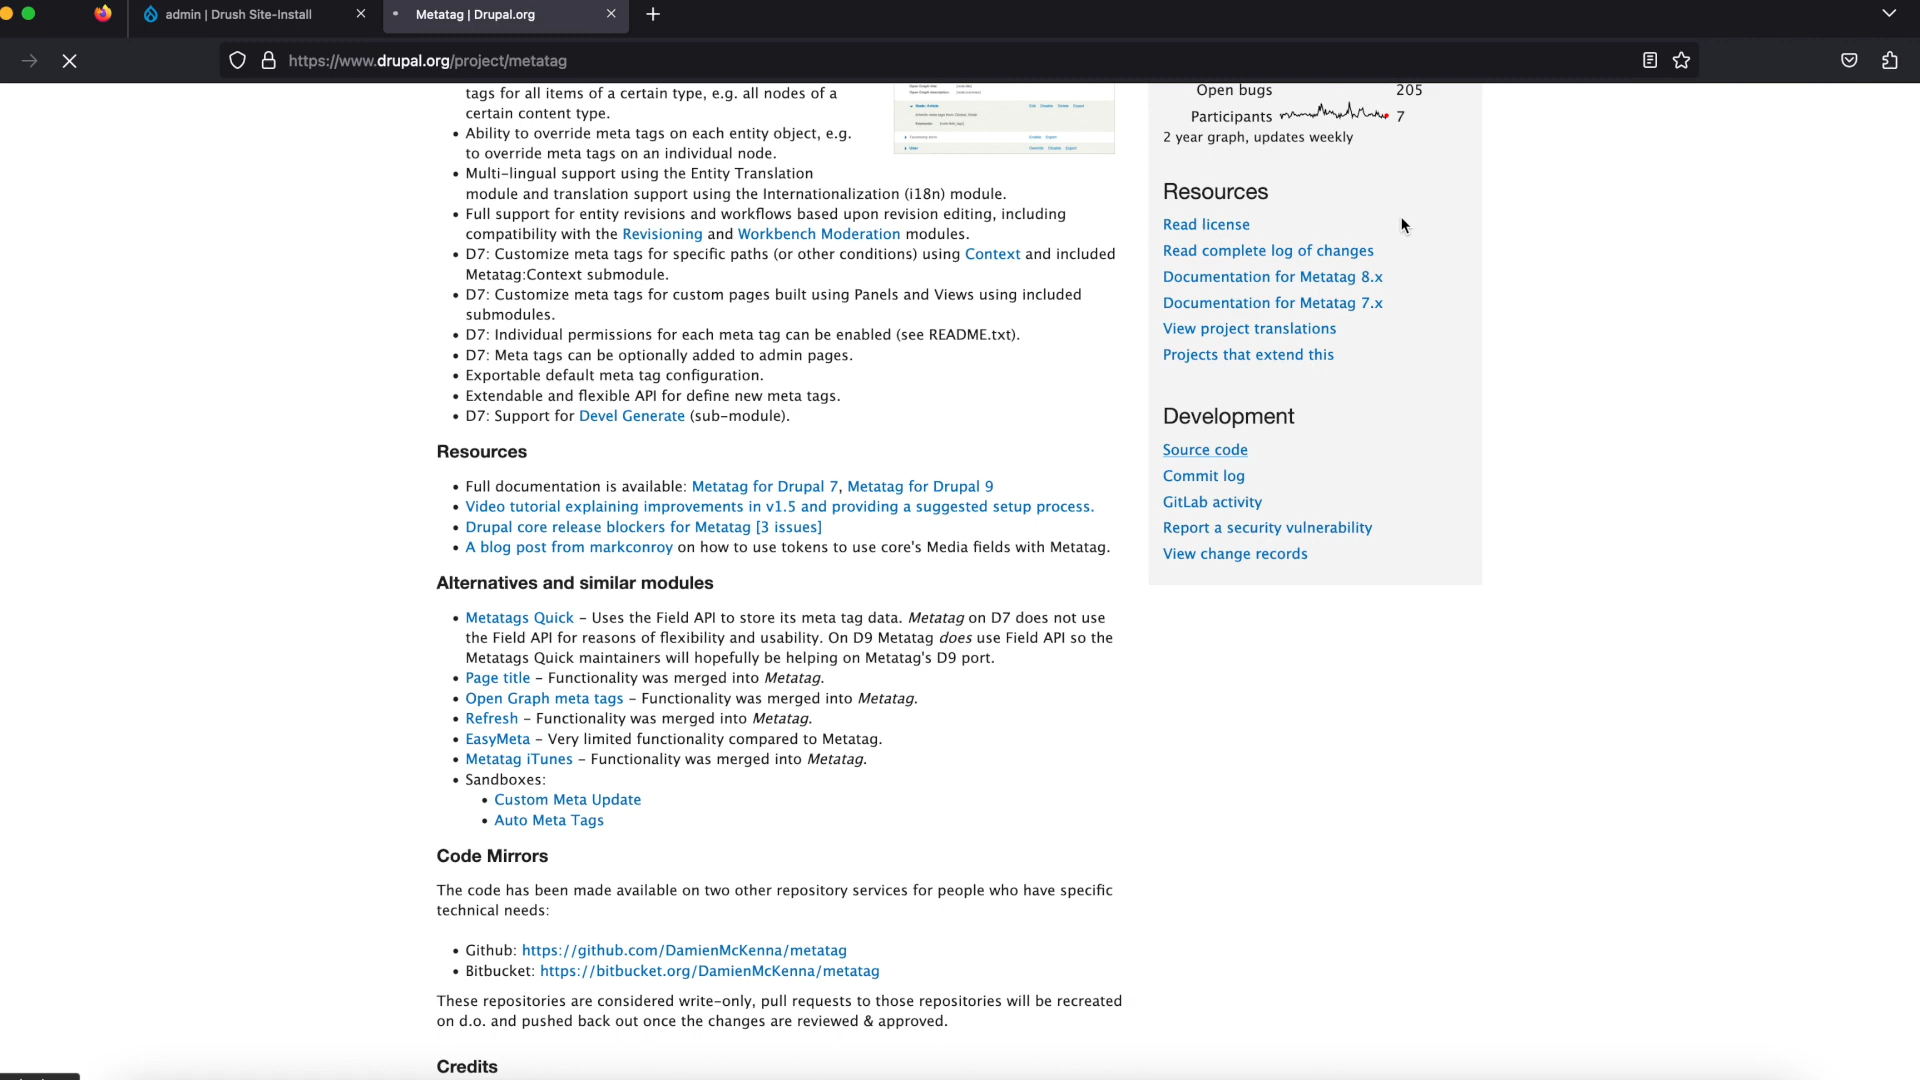 admin | Drush Site-Install
Metatag | Drupal.org
https://www.drupal.org/project/metatag
tags for all items of a certain type, e.g. all nodes of a
certain content type.
• Ability to override meta tags on each entity object, e.g.
to override meta tags on an individual node.
• Multi-lingual support using the Entity Translation
module and translation support using the Internationalization (i18n) module.
• Full support for entity revisions and workflows based upon revision editing, including
compatibility with the Revisioning and Workbench Moderation modules.
• D7: Customize meta tags for specific paths (or other conditions) using Context and included
Metatag:Context submodule.
• D7: Customize meta tags for custom pages built using Panels and Views using included
submodules.
• D7: Individual permissions for each meta tag can be enabled (see README.txt).
• D7: Meta tags can be optionally added to admin pages.
• Exportable default meta tag configuration.
• Extendable and flexible API for define new meta tags.
• D7: Support for Devel Generate (sub-module).
Resources
• Full documentation is available: Metatag for Drupal 7, Metatag for Drupal 9
• Video tutorial explaining improvements in v1.5 and providing a suggested setup process.
• Drupal core release blockers for Metatag [3 issues]
• A blog post from markconroy on how to use tokens to use core's Media fields with Metatag.
Alternatives and similar modules
• Metatags Quick – Uses the Field API to store its meta tag data. Metatag on D7 does not use
the Field API for reasons of flexibility and usability. On D9 Metatag does use Field API so the
Metatags Quick maintainers will hopefully be helping on Metatag's D9 port.
• Page title – Functionality was merged into Metatag.
• Open Graph meta tags – Functionality was merged into Metatag.
• Refresh – Functionality was merged into Metatag.
• EasyMeta – Very limited functionality compared to Metatag.
• Metatag iTunes – Functionality was merged into Metatag.
• Sandboxes:
• Custom Meta Update
• Auto Meta Tags
Code Mirrors
The code has been made available on two other repository services for people who have specific
technical needs:
• Github: https://github.com/DamienMcKenna/metatag
• Bitbucket: https://bitbucket.org/DamienMcKenna/metatag
These repositories are considered write-only, pull requests to those repositories will be recreated
on d.o. and pushed back out once the changes are reviewed & approved.
Credits
Open bugs 205
Participants 7
2 year graph, updates weekly
Resources
Read license
Read complete log of changes
Documentation for Metatag 8.x
Documentation for Metatag 7.x
View project translations
Projects that extend this
Development
Source code
Commit log
GitLab activity
Report a security vulnerability
View change records